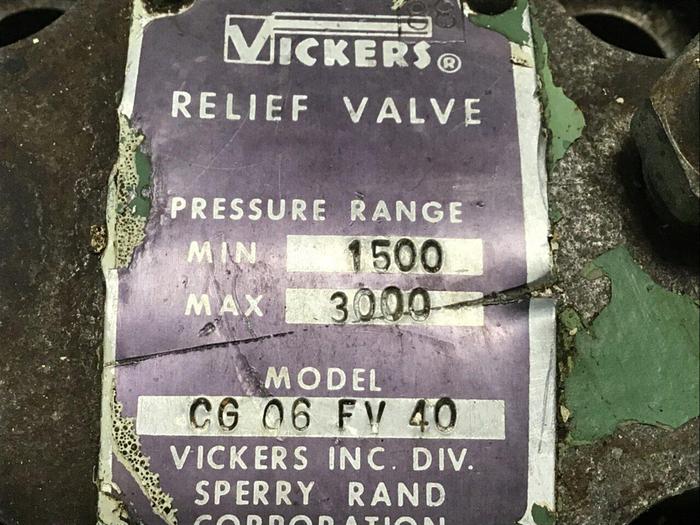 VICKERS®
RELIEF VALVE
PRESSURE RANGE
MIN 1500
MAX 3000
MODEL
CG 06 FV 40
VICKERS INC. DIV.
SPERRY RAND
CORPORATION